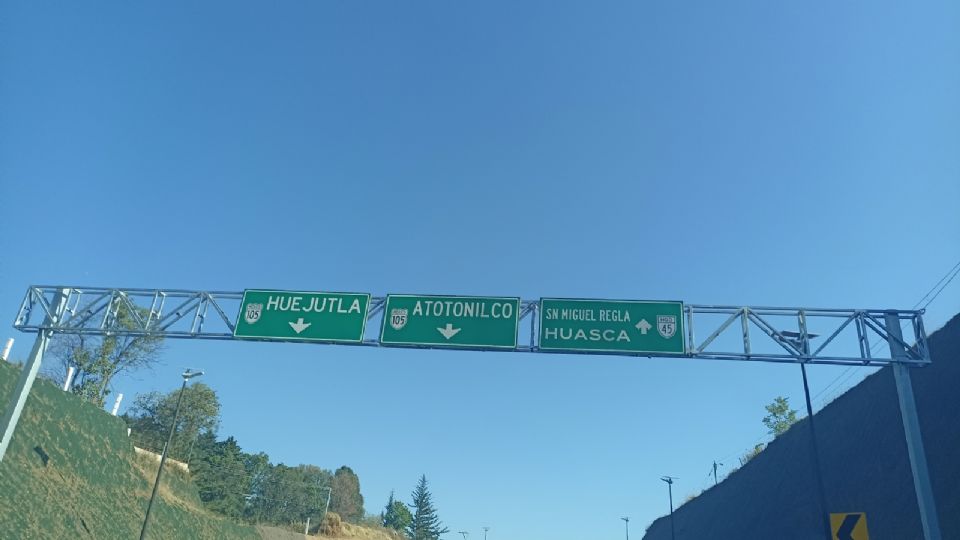 105
HUEJUTLA
105
ATOTONILCO
SN MIGUEL REGLA
HUASCA
45